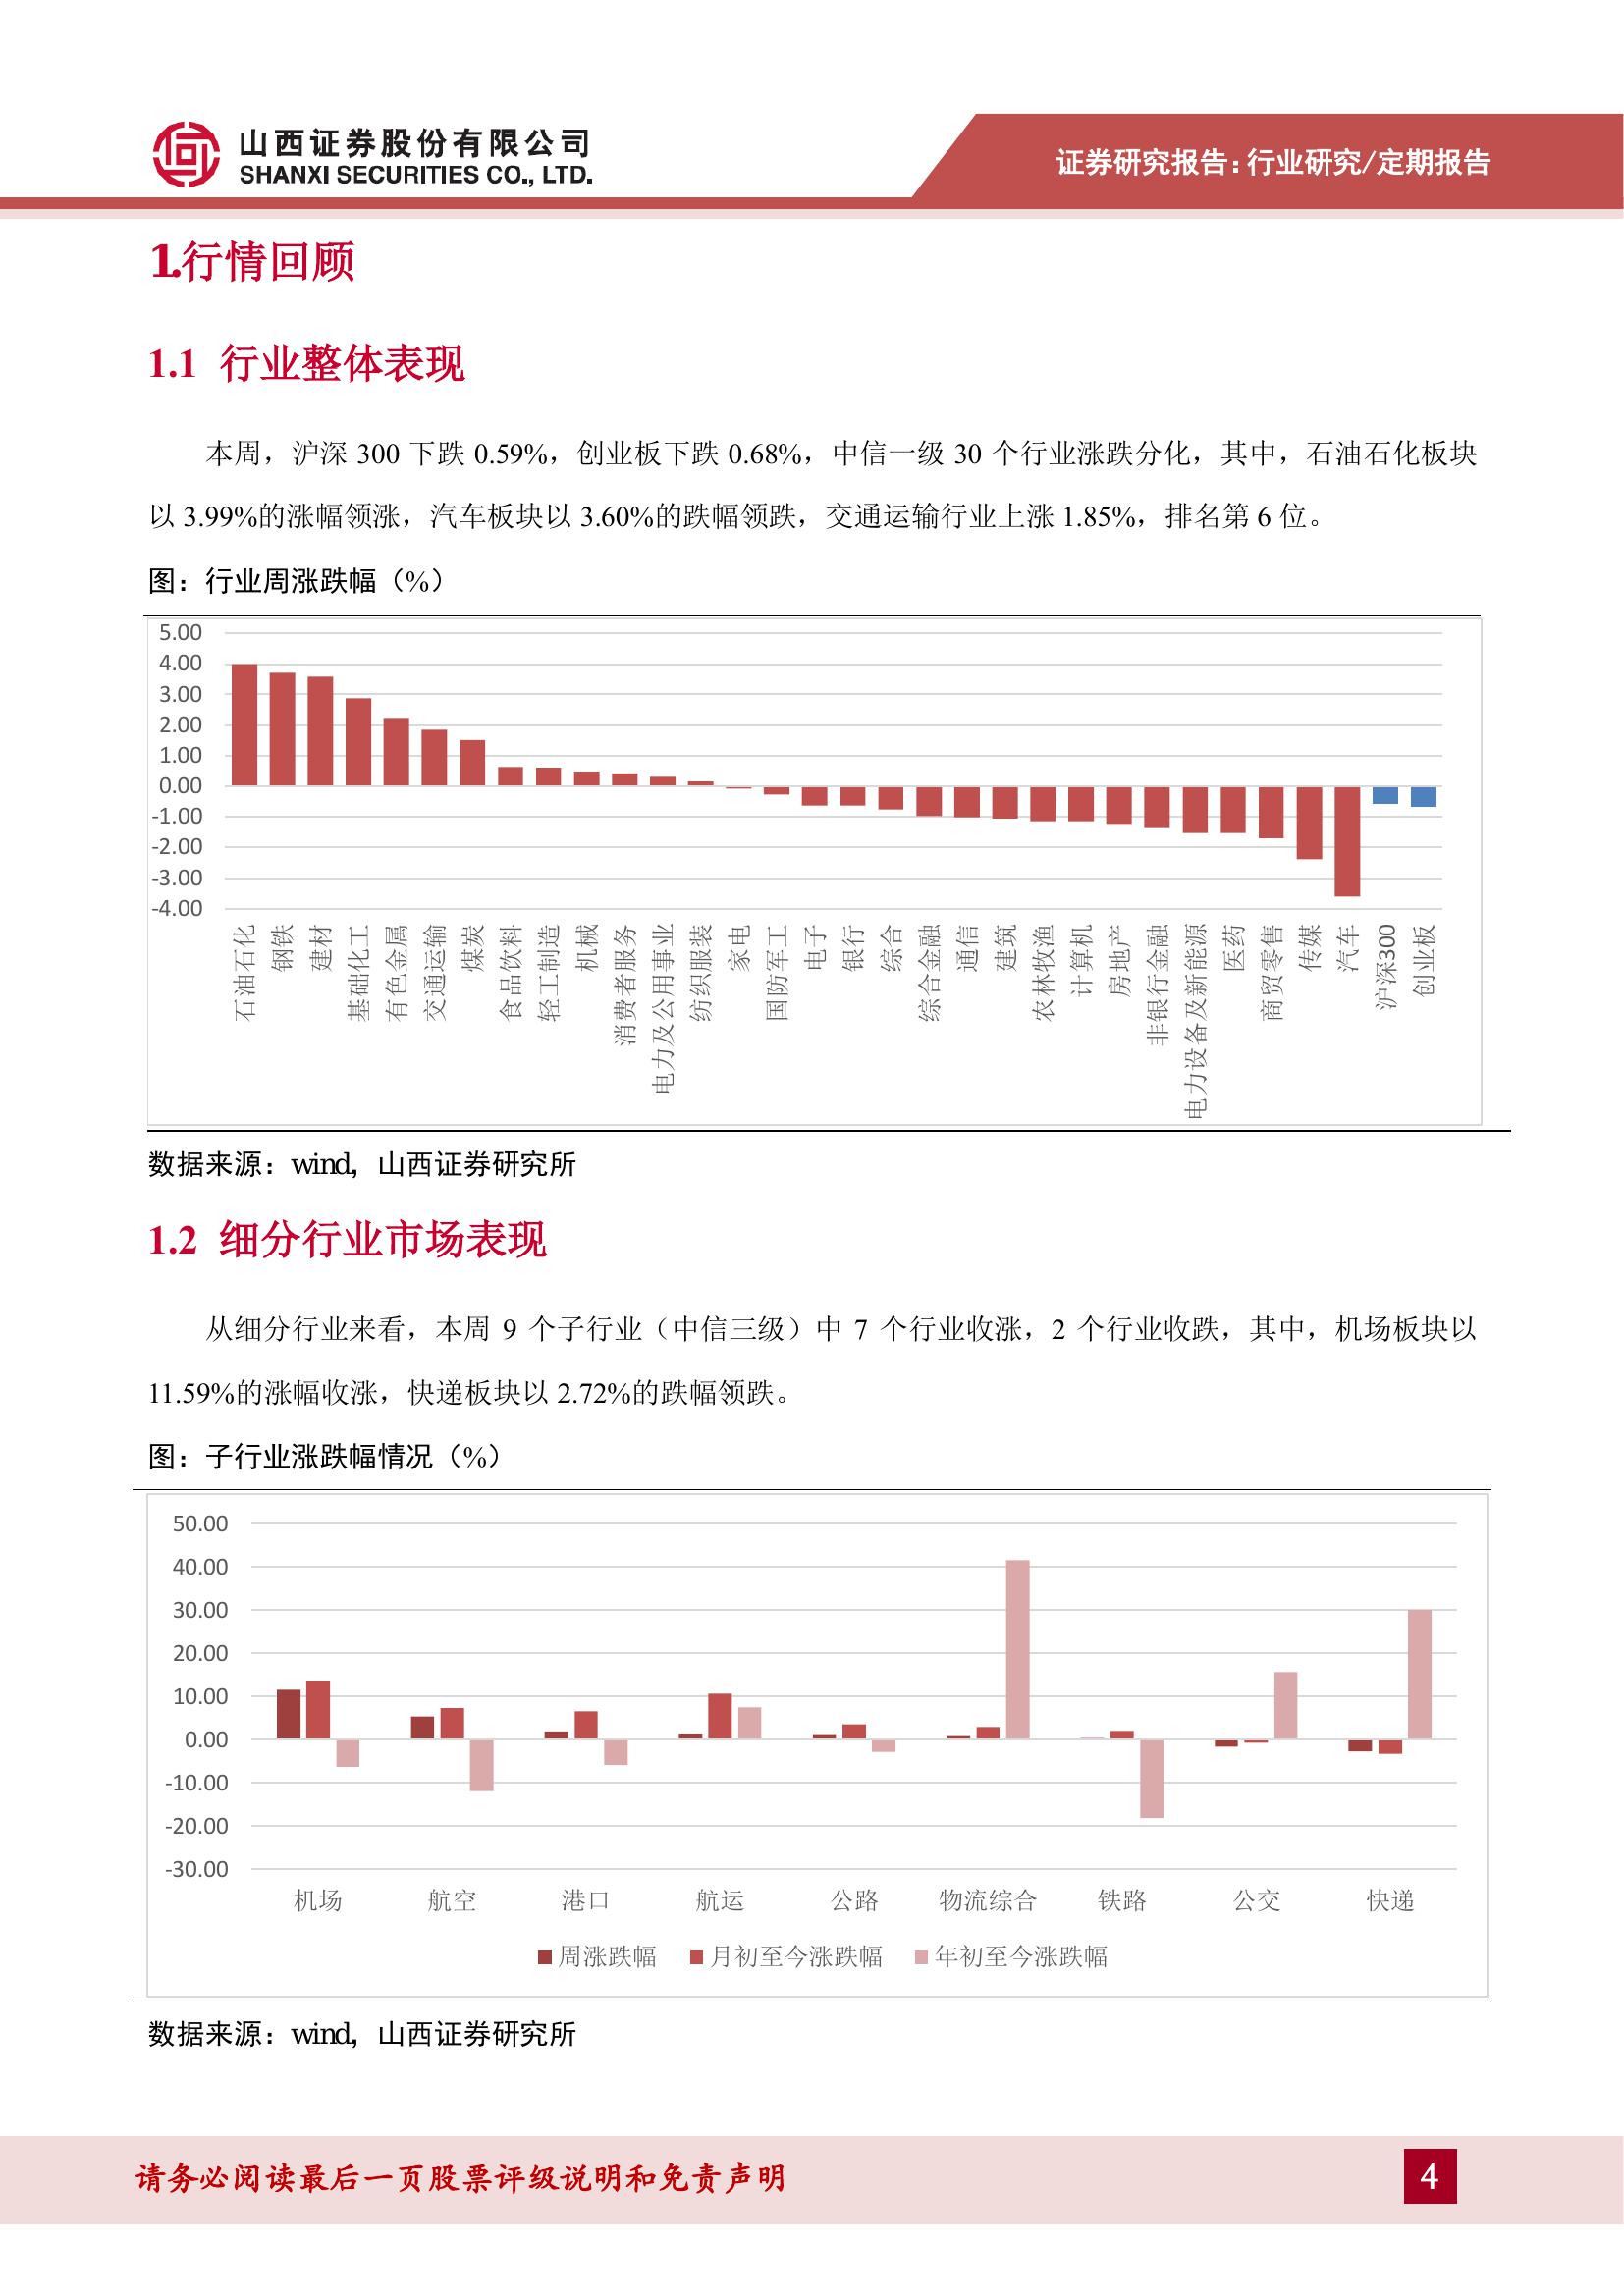 山西证券股份有限公司
SHANXI SECURITIES CO., LTD.
证券研究报告：行业研究/定期报告
1.行情回顾
1.1 行业整体表现
本周，沪深 300 下跌 0.59%，创业板下跌 0.68%，中信一级 30 个行业涨跌分化，其中，石油石化板块
以 3.99%的涨幅领涨，汽车板块以 3.60%的跌幅领跌，交通运输行业上涨 1.85%，排名第 6 位。
图：行业周涨跌幅（%）
5.00
4.00
3.00
2.00
1.00
0.00
-1.00
-2.00
-3.00
-4.00
石油石化
钢铁
建材
基础化工
有色金属
交通运输
煤炭
食品饮料
轻工制造
机械
消费者服务
电力及公用事业
纺织服装
家电
国防军工
电子
银行
综合
综合金融
通信
建筑
农林牧渔
计算机
房地产
非银行金融
电力设备及新能源
医药
商贸零售
传媒
汽车
沪深300
创业板
数据来源：wind，山西证券研究所
1.2 细分行业市场表现
从细分行业来看，本周 9 个子行业（中信三级）中 7 个行业收涨，2 个行业收跌，其中，机场板块以
11.59%的涨幅收涨，快递板块以 2.72%的跌幅领跌。
图：子行业涨跌幅情况（%）
50.00
40.00
30.00
20.00
10.00
0.00
-10.00
-20.00
-30.00
机场 航空 港口 航运 公路 物流综合 铁路 公交 快递
周涨跌幅 月初至今涨跌幅 年初至今涨跌幅
数据来源：wind，山西证券研究所
请务必阅读最后一页股票评级说明和免责声明
4